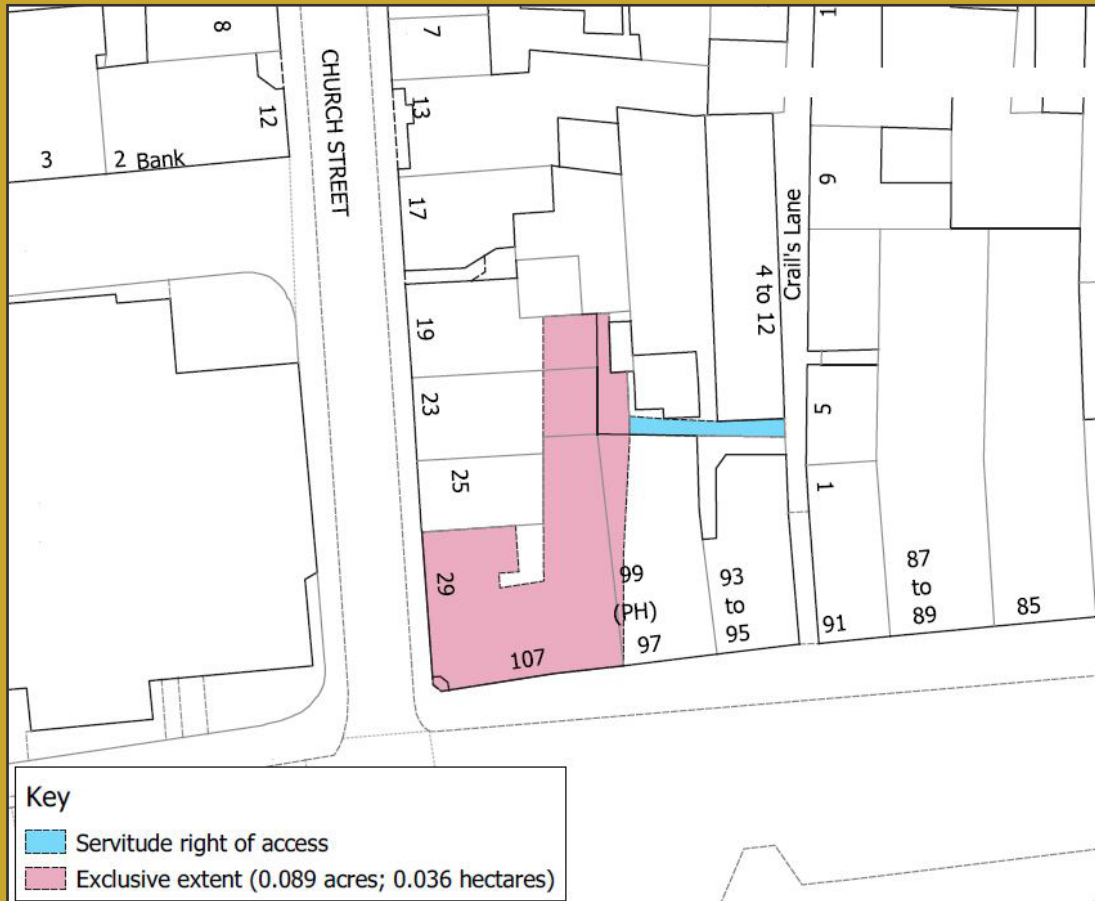 8
7
1
CHURCH STREET
12
13
3
2 Bank
17
9
Crail's Lane
4 to 12
19
23
5
25
1
29
99
(PH)
97
93
to
95
87
to
89
85
91
107
Key
Servitude right of access
Exclusive extent (0.089 acres; 0.036 hectares)